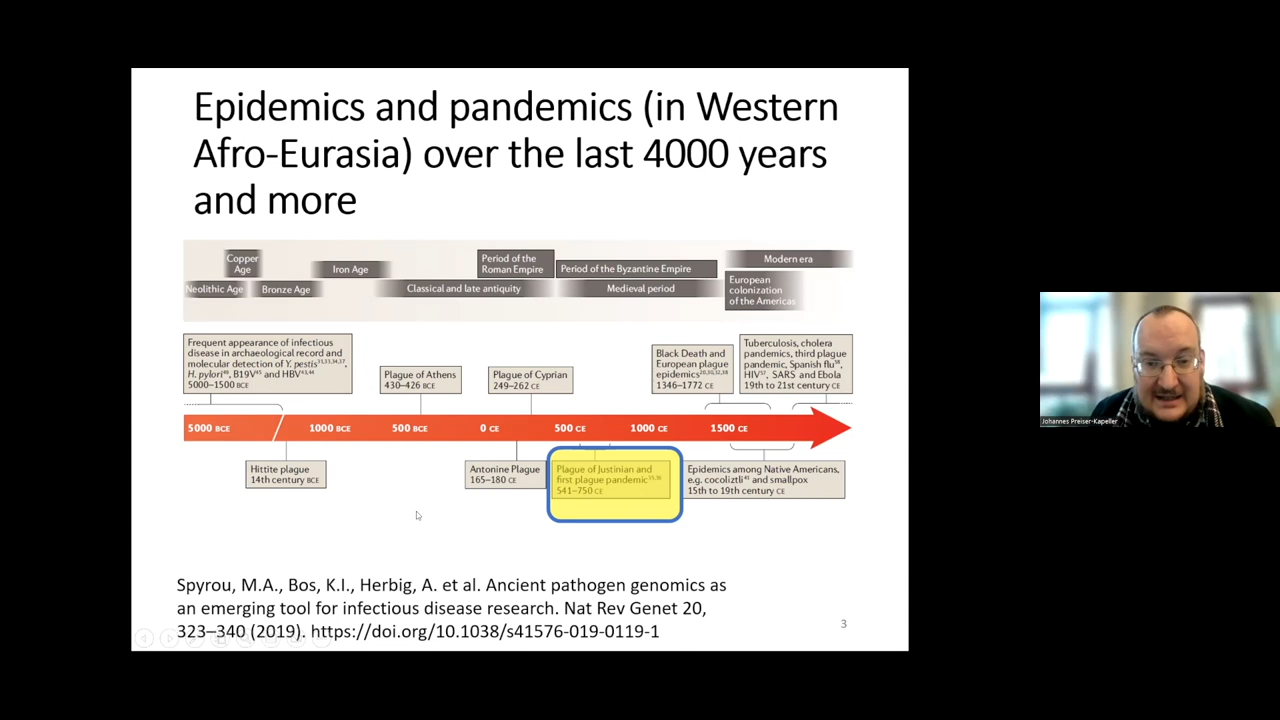 Epidemics and pandemics (in Western
Afro-Eurasia) over the last 4000 years
and more
Copper
Age
Iron Age
Period of the
Roman Empire
Period of the Byzantine Empire
Modern era
Neolithic Age
Bronze Age
Classical and late antiquity
Medieval period
European
colonization
of the Americas
Frequent appearance of infectious
disease in archaeological record and
molecular detection of Y. pestis
H. pylori, B19V and HBV
5000–1500 BCE
Plague of Athens
430–426 BCE
Plague of Cyprian
249–262 CE
Black Death and
European plague
epidemics
1346–1772 CE
Tuberculosis, cholera
pandemics, third plague
pandemic, Spanish flu,
HIV, SARS and Ebola
19th to 21st century CE
5000 BCE
1000 BCE
500 BCE
0 CE
500 CE
1000 CE
1500 CE
Hittite plague
14th century BCE
Antonine Plague
165–180 CE
Plague of Justinian and
first plague pandemic
541–750 CE
Epidemics among Native Americans,
e.g. cocoliztli and smallpox
15th to 19th century CE
Spyrou, M.A., Bos, K.I., Herbig, A. et al. Ancient pathogen genomics as
an emerging tool for infectious disease research. Nat Rev Genet 20,
323–340 (2019). https://doi.org/10.1038/s41576-019-0119-1
3
Johannes Preiser-Kapeller